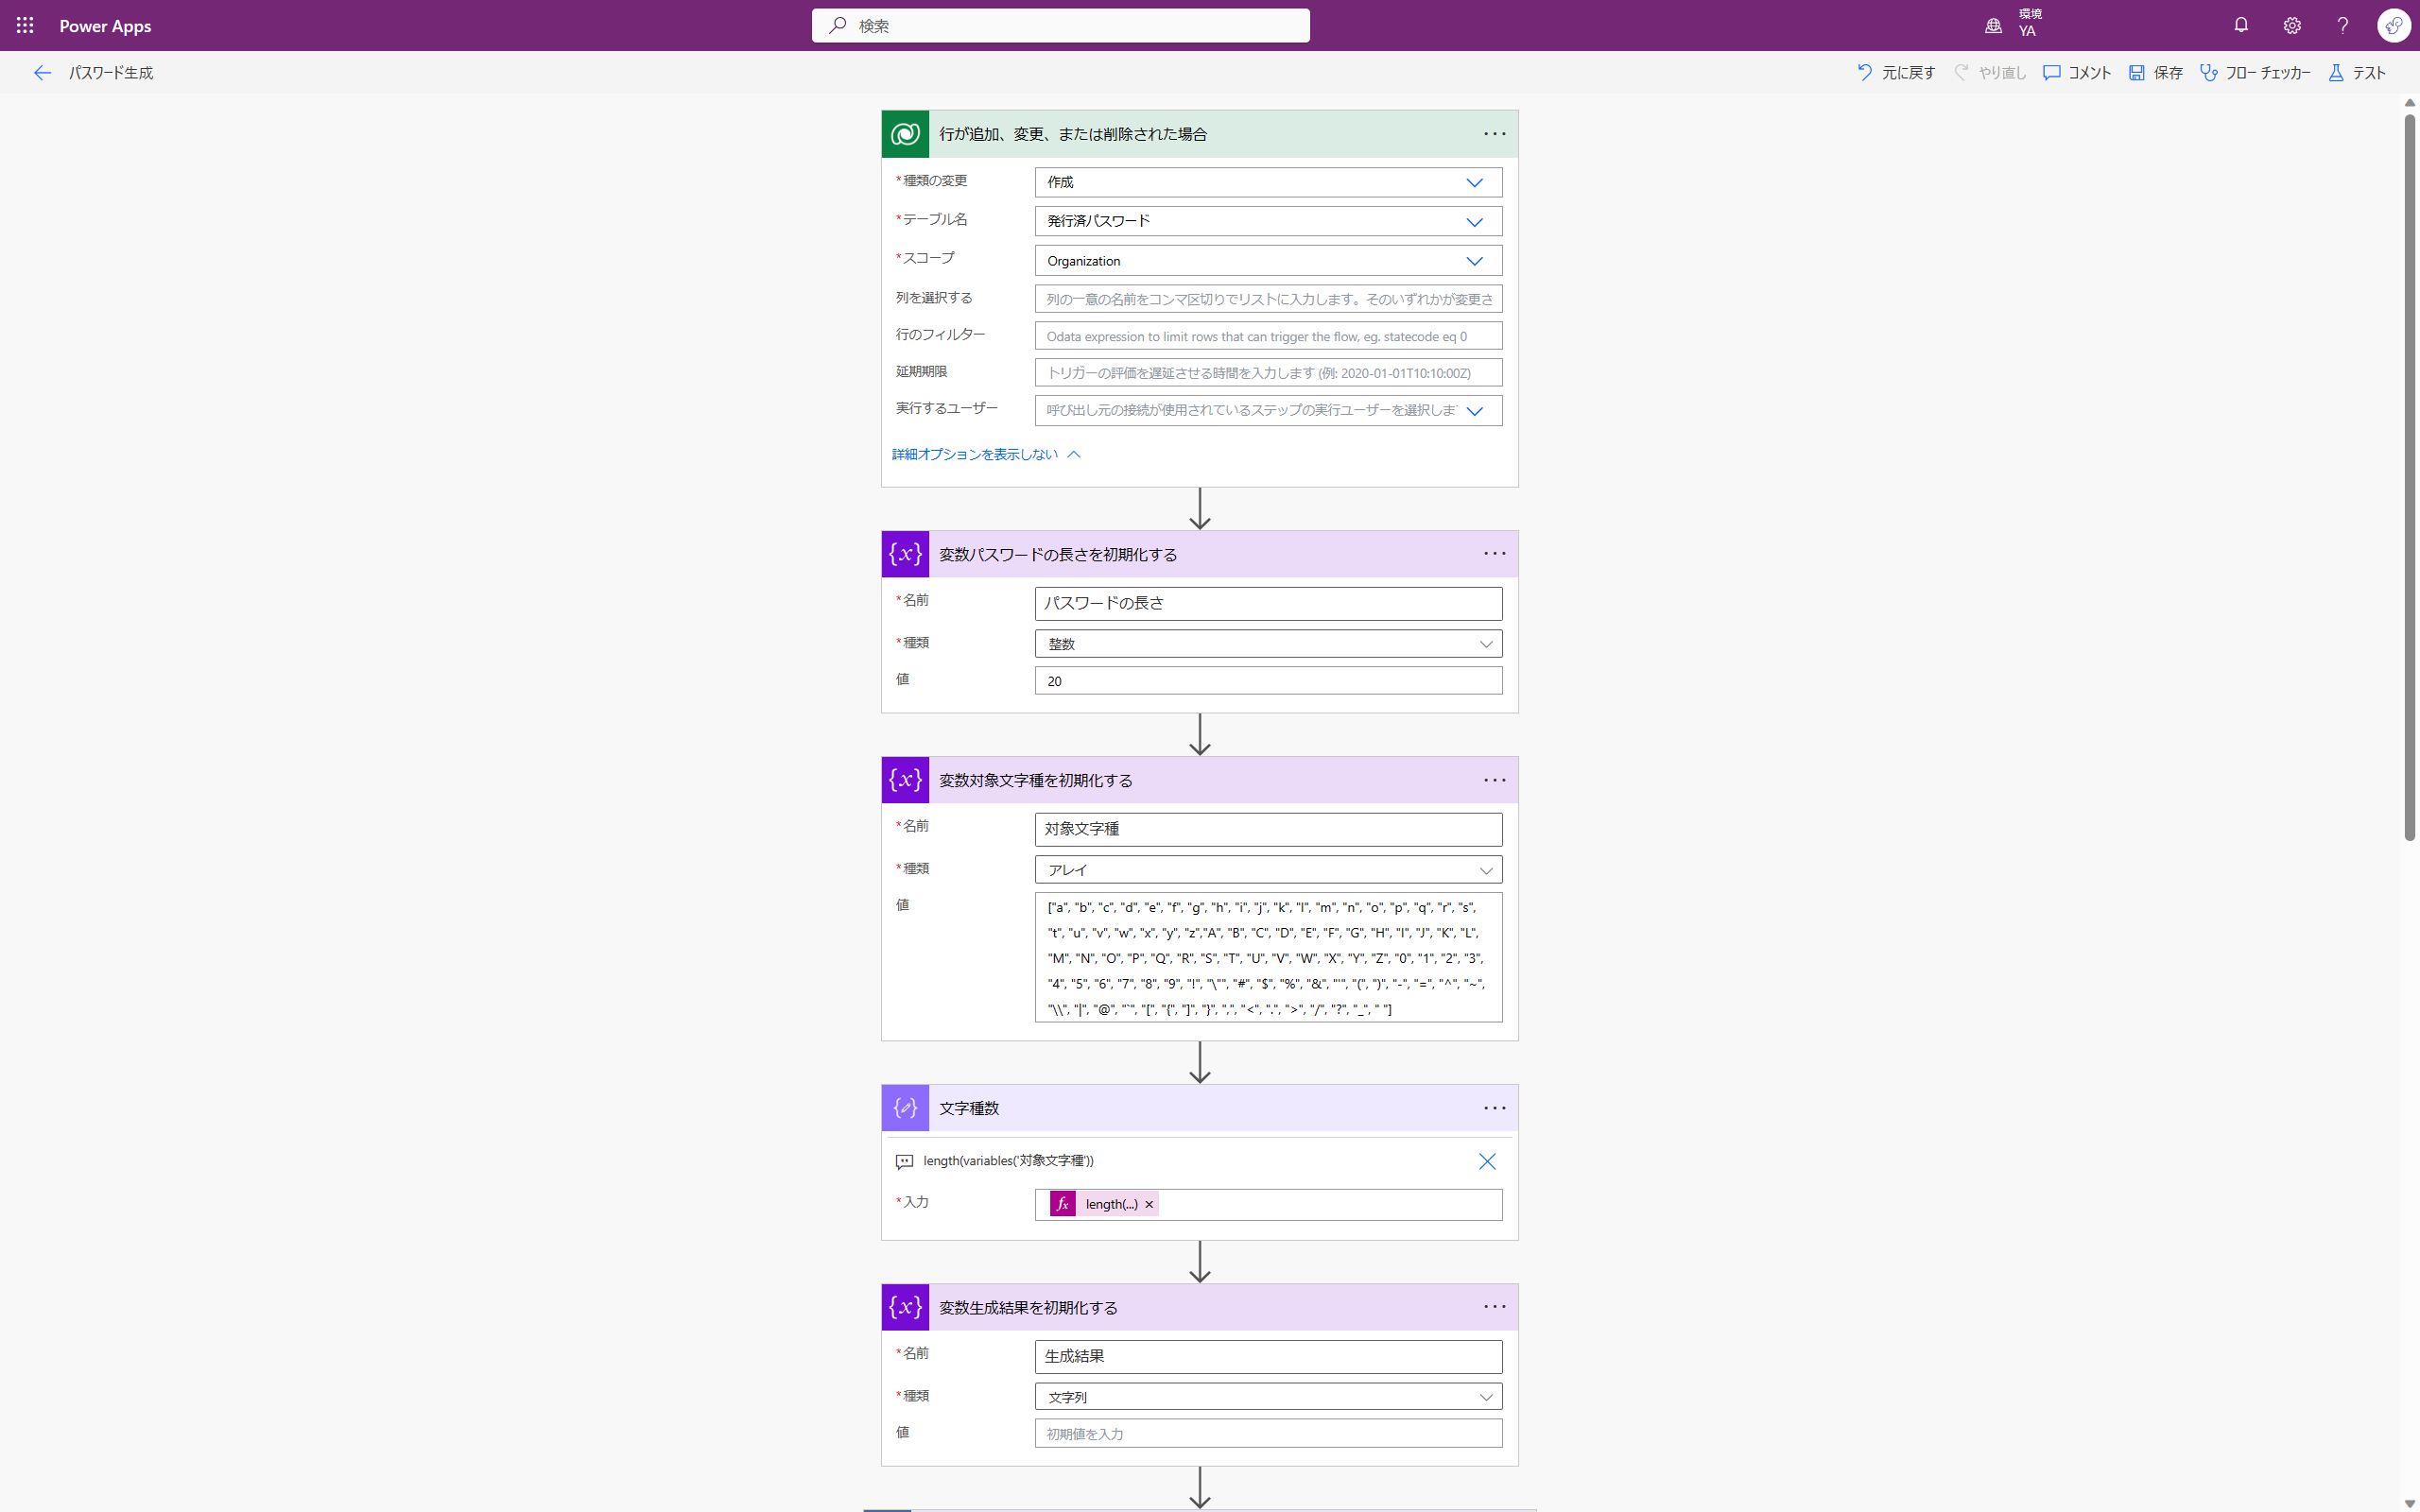 Power Apps
検索
環境
YA
パスワード生成
元に戻す やり直し コメント 保存 フロー チェッカー テスト
行が追加、変更、または削除された場合
*種類の変更 作成
*テーブル名 発行済パスワード
*スコープ Organization
列を選択する 列の一意の名前をコンマ区切りでリストに入力します。そのいずれかが変更さ
行のフィルター Odata expression to limit rows that can trigger the flow, eg. statecode eq 0
延期期限 トリガーの評価を遅延させる時間を入力します (例: 2020-01-01T10:10:00Z)
実行するユーザー 呼び出し元の接続が使用されているステップの実行ユーザーを選択しま
詳細オプションを表示しない
{x} 変数パスワードの長さを初期化する
*名前 パスワードの長さ
*種類 整数
値 20
{x} 変数対象文字種を初期化する
*名前 対象文字種
*種類 アレイ
値 ["a", "b", "c", "d", "e", "f", "g", "h", "i", "j", "k", "l", "m", "n", "o", "p", "q", "r", "s",
"t", "u", "v", "w", "x", "y", "z","A", "B", "C", "D", "E", "F", "G", "H", "I", "J", "K", "L",
"M", "N", "O", "P", "Q", "R", "S", "T", "U", "V", "W", "X", "Y", "Z", "0", "1", "2", "3",
"4", "5", "6", "7", "8", "9", "!", "\"", "#", "$", "%", "&", "'", "(", ")", "-", "=", "^", "~",
"\\", "|", "@", "`", "[", "{", "]", "}", ",", "<", ".", ">", "/", "?", "_", " "]
文字種数
length(variables('対象文字種'))
*入力 fx length(...) ×
{x} 変数生成結果を初期化する
*名前 生成結果
*種類 文字列
値 初期値を入力